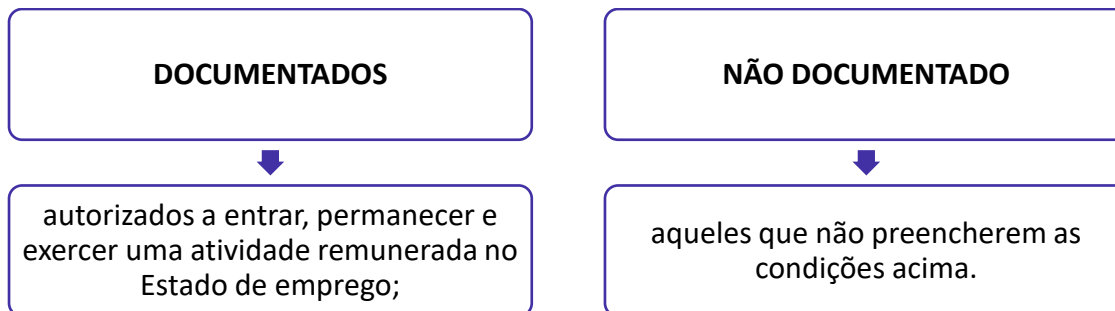 DOCUMENTADOS
autorizados a entrar, permanecer e
exercer uma atividade remunerada no
Estado de emprego;
NÃO DOCUMENTADO
aqueles que não preencherem as
condições acima.